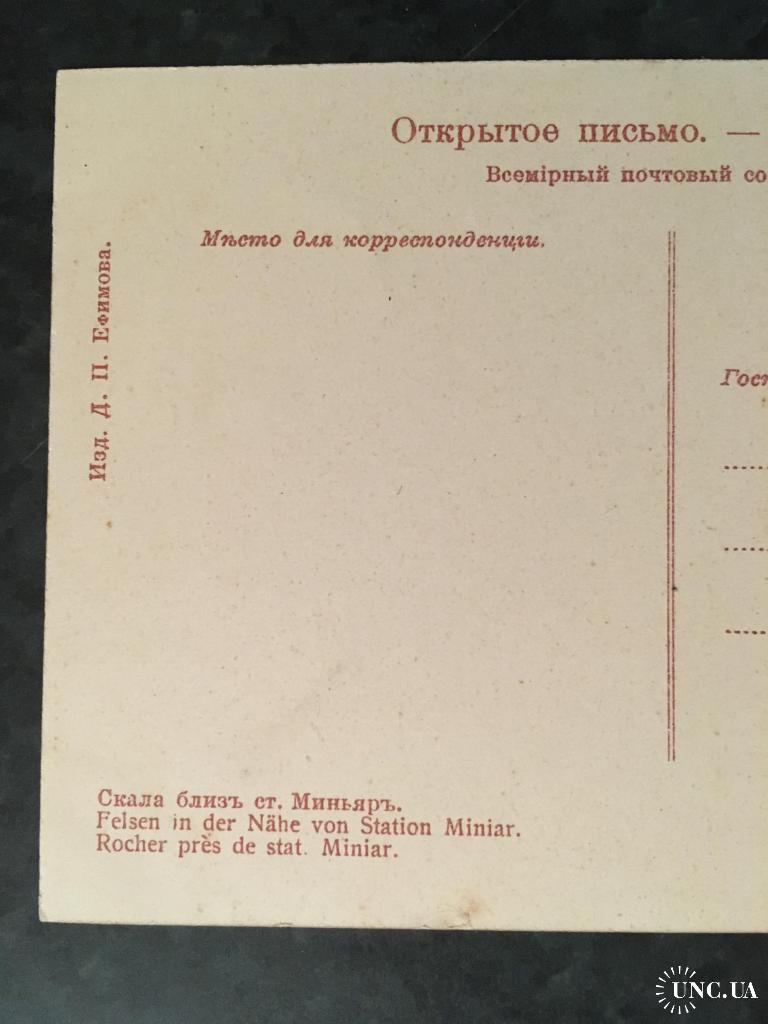 Открытое письмо. —
Всемірный почтовый со
Мѣсто для корреспонденціи.
Изд. Д. П. Ефимова.
Гос
Скала близъ ст. Миньяръ.
Felsen in der Nähe von Station Miniar.
Rocher près de stat. Miniar.
UNC.UA